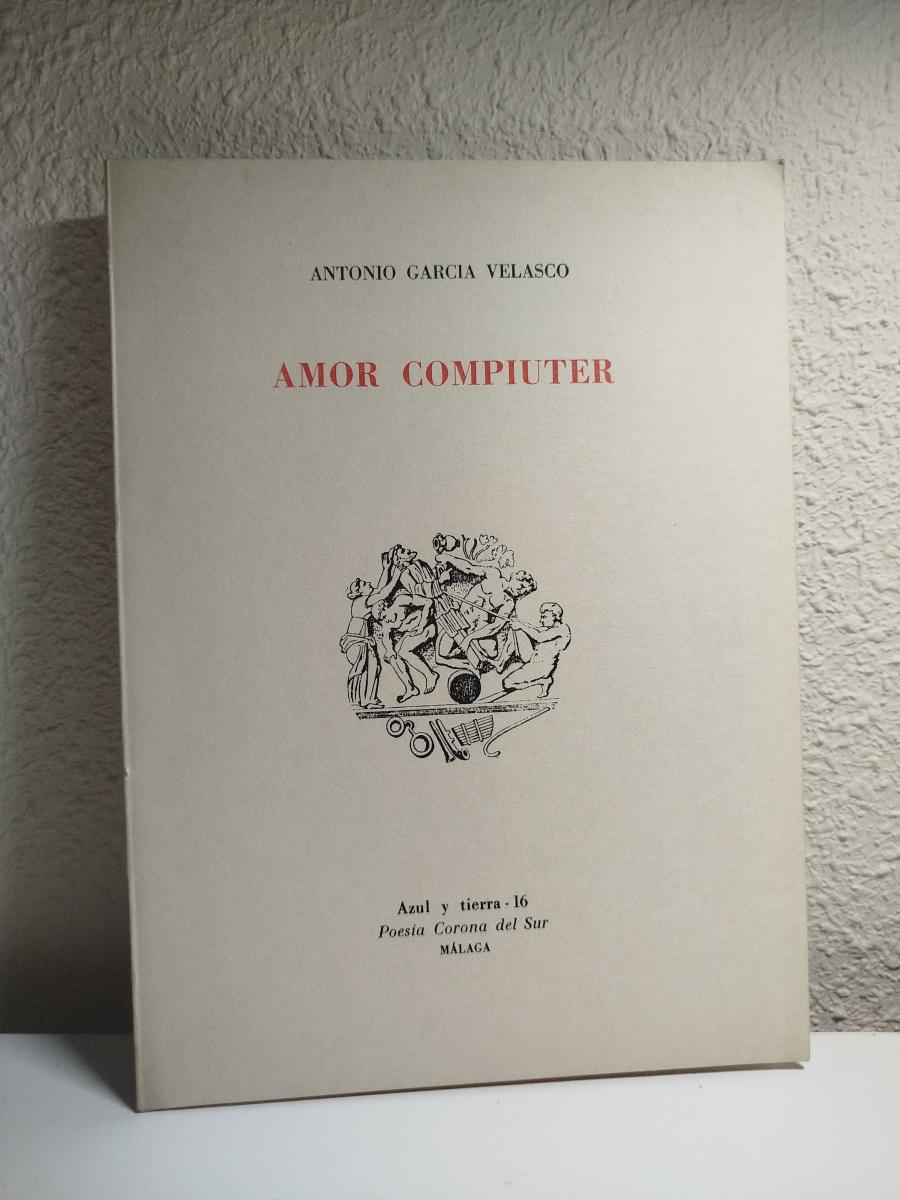 ANTONIO GARCIA VELASCO
AMOR COMPIUTER
Azul y tierra - 16
Poesía Corona del Sur
MÁLAGA